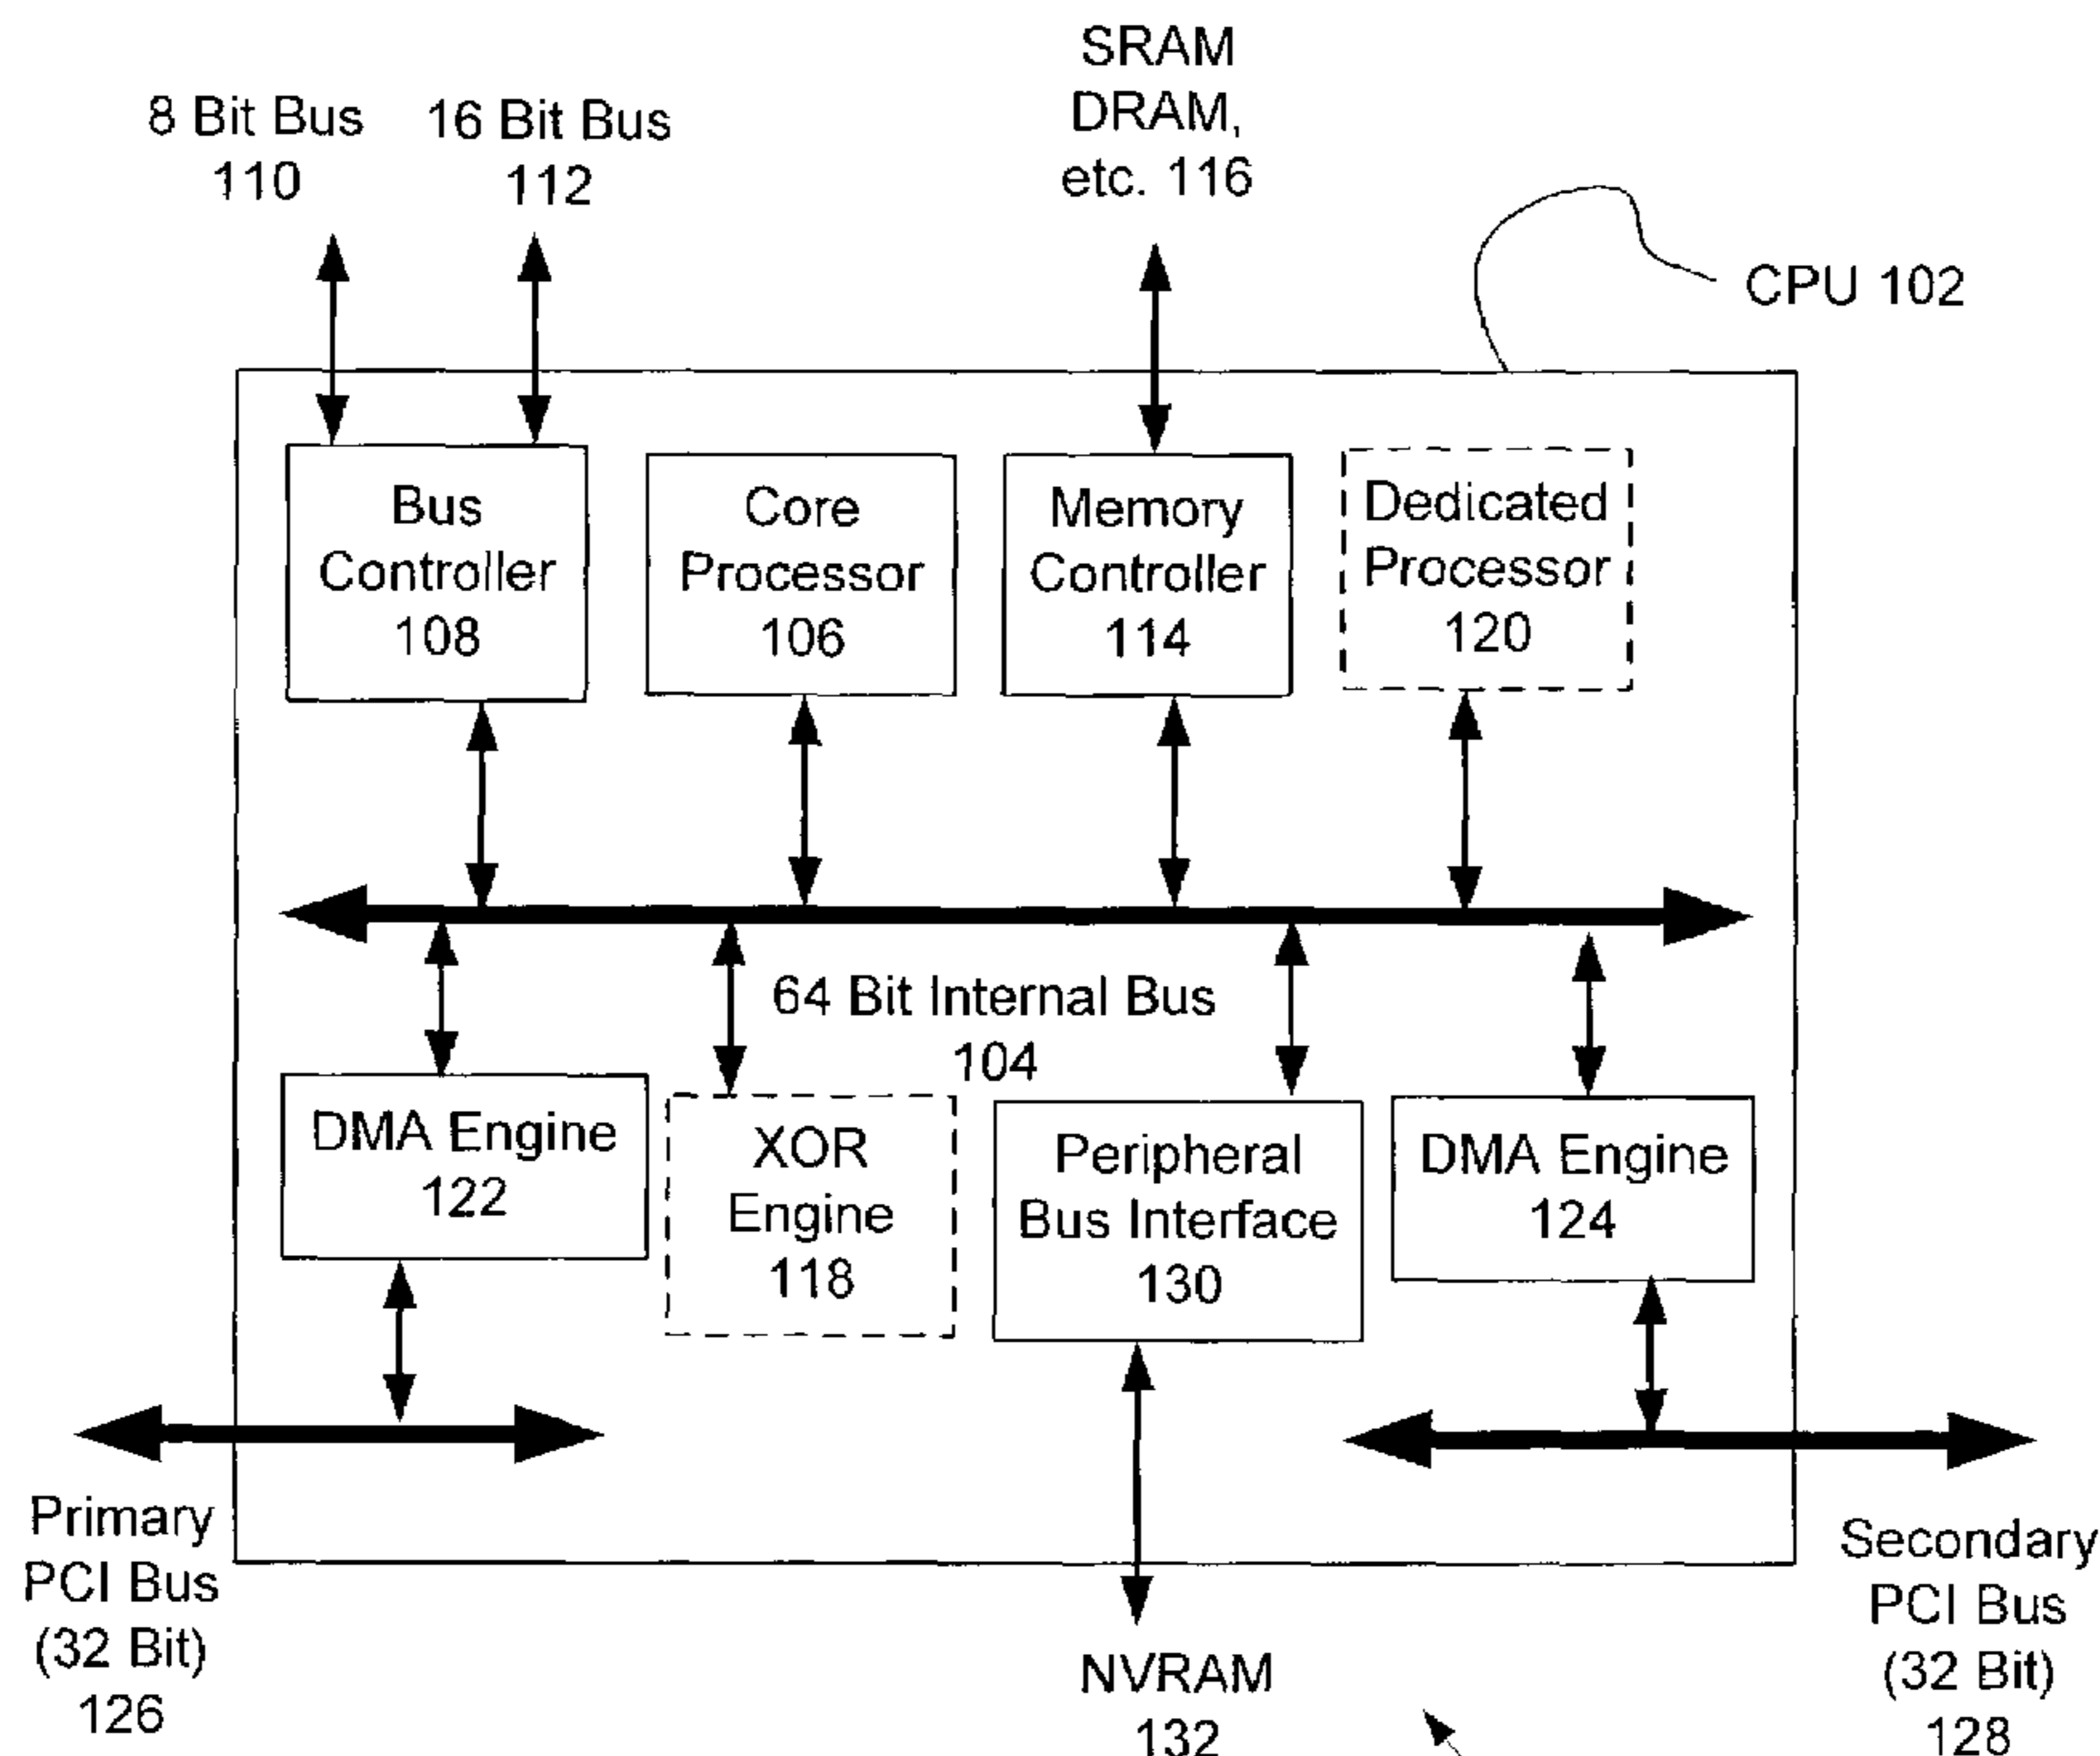 SRAM
DRAM,
etc. 116
8 Bit Bus
110
16 Bit Bus
112
CPU 102
Bus
Controller
108
Core
Processor
106
Memory
Controller
114
Dedicated
Processor
120
64 Bit Internal Bus
104
DMA Engine
122
XOR
Engine
118
Peripheral
Bus Interface
130
DMA Engine
124
Primary
PCI Bus
(32 Bit)
126
NVRAM
132
Secondary
PCI Bus
(32 Bit)
128